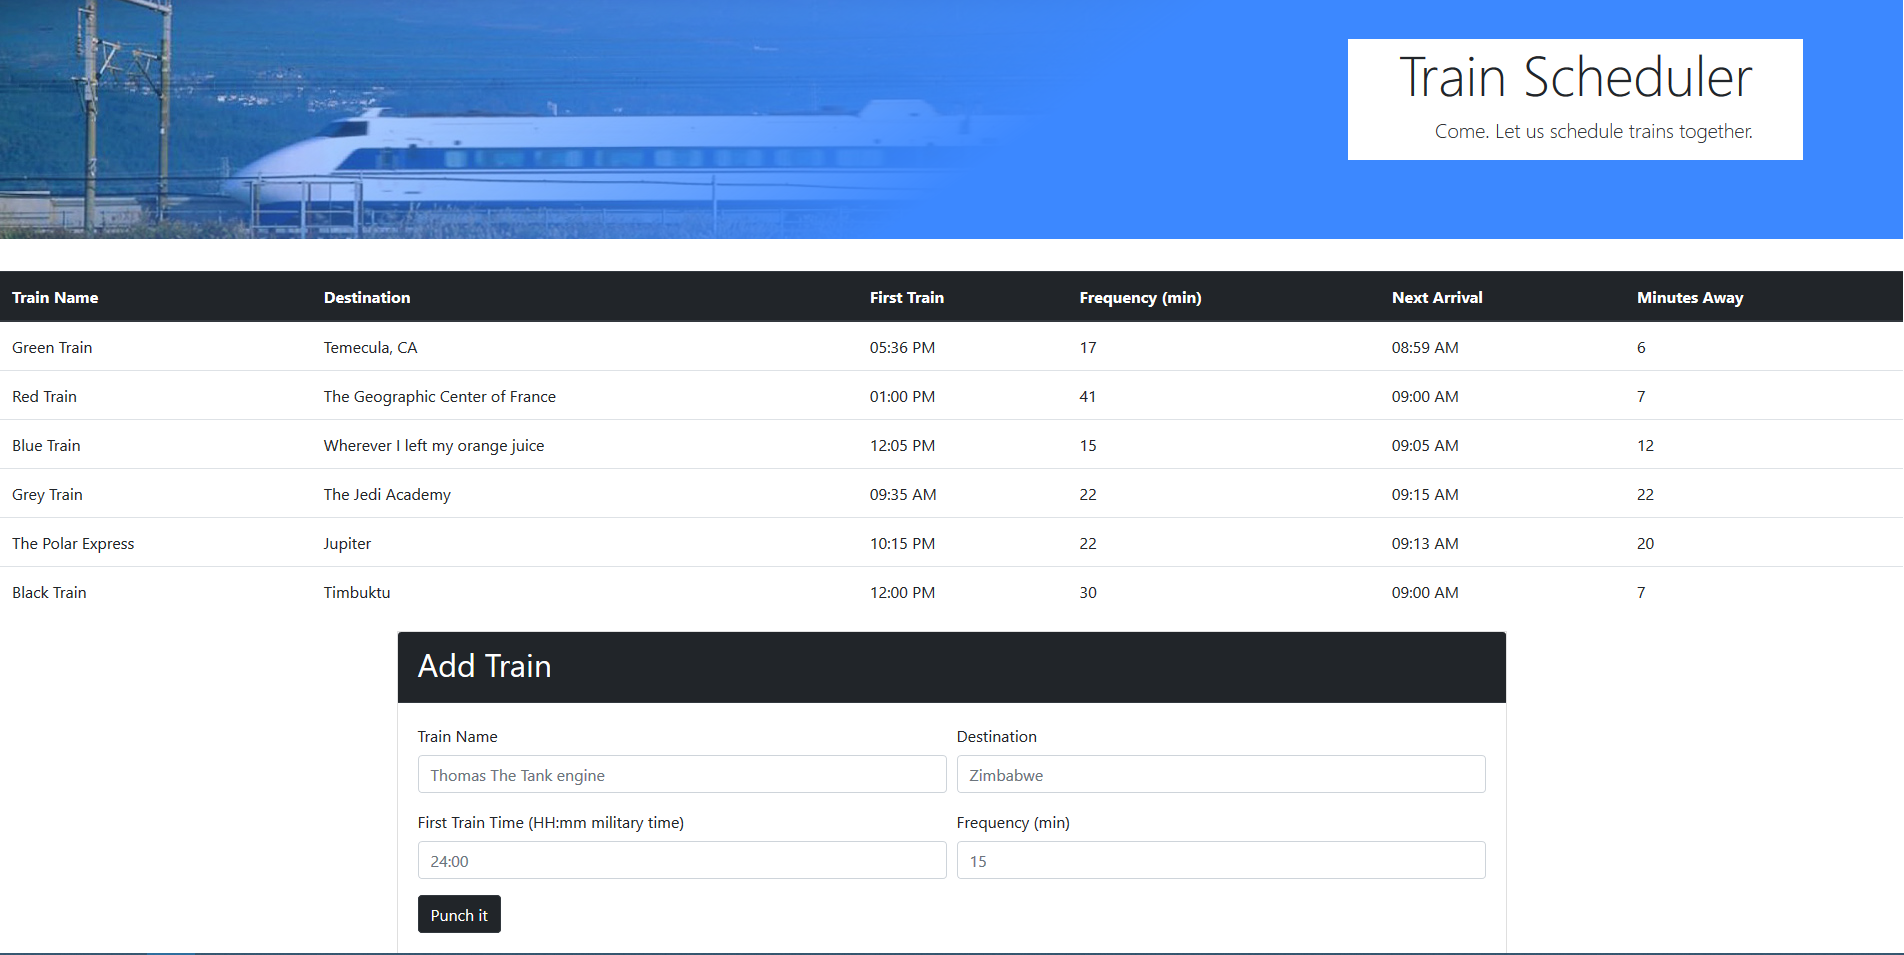 Train Scheduler
Come. Let us schedule trains together.
Train Name Destination First Train Frequency (min) Next Arrival Minutes Away
Green Train Temecula, CA 05:36 PM 17 08:59 AM 6
Red Train The Geographic Center of France 01:00 PM 41 09:00 AM 7
Blue Train Wherever I left my orange juice 12:05 PM 15 09:05 AM 12
Grey Train The Jedi Academy 09:35 AM 22 09:15 AM 22
The Polar Express Jupiter 10:15 PM 22 09:13 AM 20
Black Train Timbuktu 12:00 PM 30 09:00 AM 7
Add Train
Train Name Destination
Thomas The Tank engine Zimbabwe
First Train Time (HH:mm military time) Frequency (min)
24:00 15
Punch it